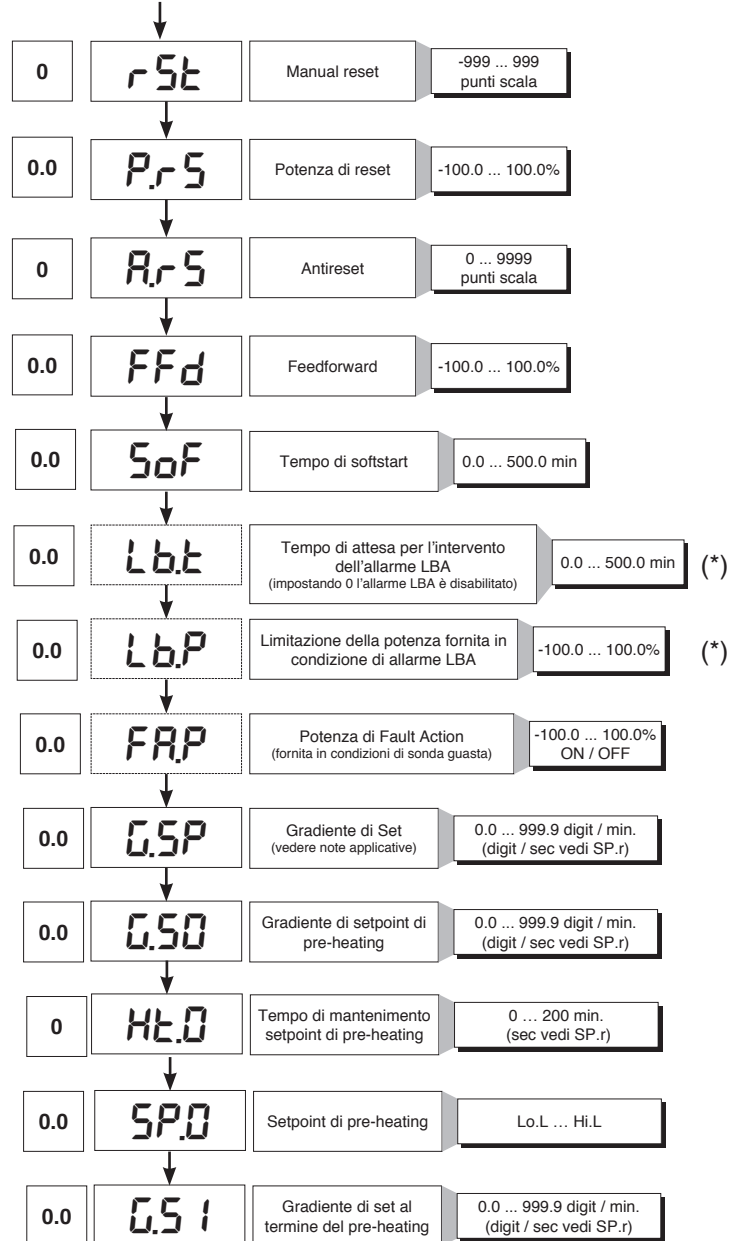 0
rSt
Manual reset
-999 ... 999
punti scala
0.0
P.rS
Potenza di reset
-100.0 ... 100.0%
0
A.rS
Antireset
0 ... 9999
punti scala
0.0
FFd
Feedforward
-100.0 ... 100.0%
0.0
SoF
Tempo di softstart
0.0 ... 500.0 min
0.0
Lb.t
Tempo di attesa per l'intervento
dell'allarme LBA
(impostando 0 l'allarme LBA è disabilitato)
0.0 ... 500.0 min
(*)
0.0
Lb.P
Limitazione della potenza fornita in
condizione di allarme LBA
-100.0 ... 100.0%
(*)
0.0
FA.P
Potenza di Fault Action
(fornita in condizioni di sonda guasta)
-100.0 ... 100.0%
ON / OFF
0.0
G.SP
Gradiente di Set
(vedere note applicative)
0.0 ... 999.9 digit / min.
(digit / sec vedi SP.r)
0.0
G.S0
Gradiente di setpoint di
pre-heating
0.0 ... 999.9 digit / min.
(digit / sec vedi SP.r)
0
Ht.0
Tempo di mantenimento
setpoint di pre-heating
0 … 200 min.
(sec vedi SP.r)
0.0
SP.0
Setpoint di pre-heating
Lo.L … Hi.L
0.0
G.S1
Gradiente di set al
termine del pre-heating
0.0 ... 999.9 digit / min.
(digit / sec vedi SP.r)